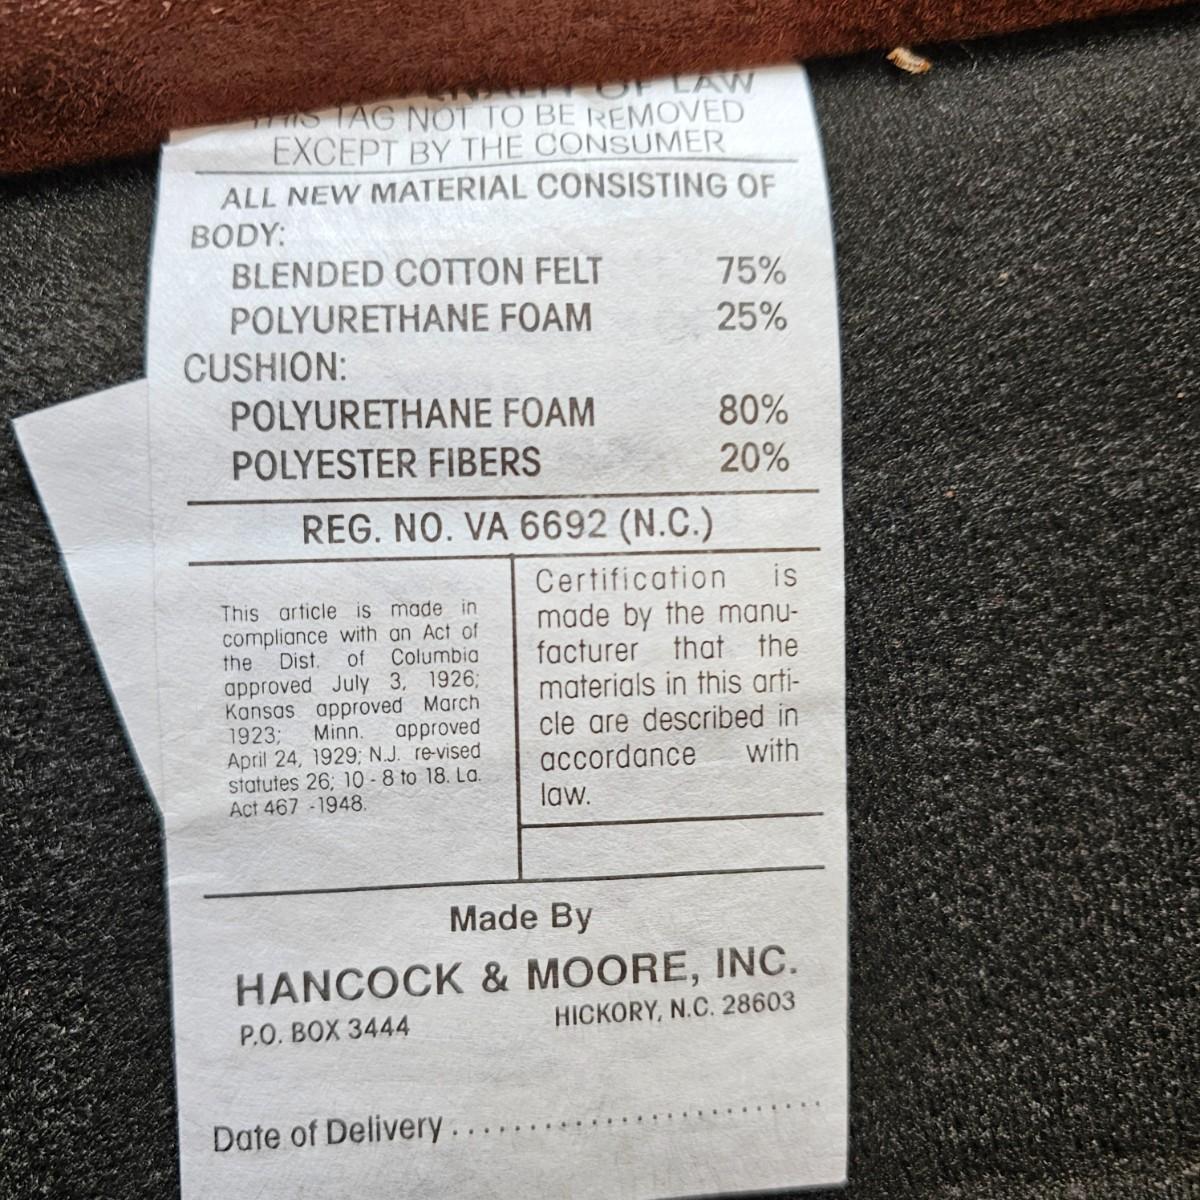 OF LAW
THIS TAG NOT TO BE REMOVED
EXCEPT BY THE CONSUMER
ALL NEW MATERIAL CONSISTING OF
BODY:
BLENDED COTTON FELT 75%
POLYURETHANE FOAM 25%
CUSHION:
POLYURETHANE FOAM 80%
POLYESTER FIBERS 20%
REG. NO. VA 6692 (N.C.)
This article is made in
compliance with an Act of
the Dist. of Columbia
approved July 3, 1926;
Kansas approved March
1923; Minn. approved
April 24, 1929; N.J. re-vised
statutes 26; 10 - 8 to 18. La.
Act 467 -1948.
Certification is
made by the manu-
facturer that the
materials in this arti-
cle are described in
accordance with
law.
Made By
HANCOCK & MOORE, INC.
P.O. BOX 3444 HICKORY, N.C. 28603
Date of Delivery ........................